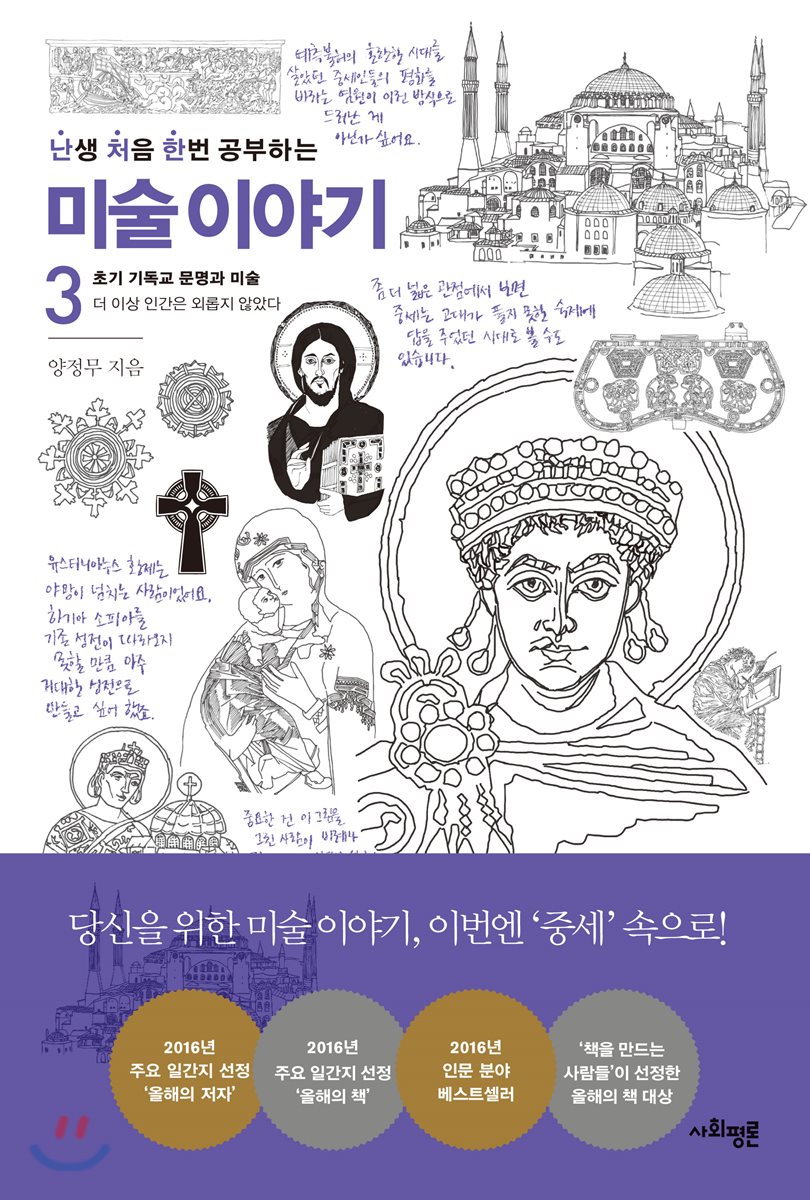 테축복허의 혼란한 시대를
살았던 중세인들의 평화를
바라는 염원이 이런 방식으로
드러난 게
아닌가 싶어요.
난생 처음 한번 공부하는
미술 이야기
3
초기 기독교 문명과 미술
더 이상 인간은 외롭지 않았다
양정무 지음
좀 더 넓은 관점에서 보면
중세는 고대가 풀지 못한 숙제에
답을 주었던 시대로 볼 수도
있습니다.
유스티니아누스 황제는
야망이 넘치는 사람이었어요.
하기아 소피아를
기존 성전이 따라오지
못할 만큼 아주
거대한 성전으로
만들고 싶어 했죠.
중요한 건 이 그림을
그린 사람이
당신을 위한 미술 이야기, 이번엔 ‘중세’ 속으로!
2016년
주요 일간지 선정
‘올해의 저자’
2016년
주요 일간지 선정
‘올해의 책’
2016년
인문 분야
베스트셀러
‘책을 만드는
사람들’이 선정한
올해의 책 대상
사회평론